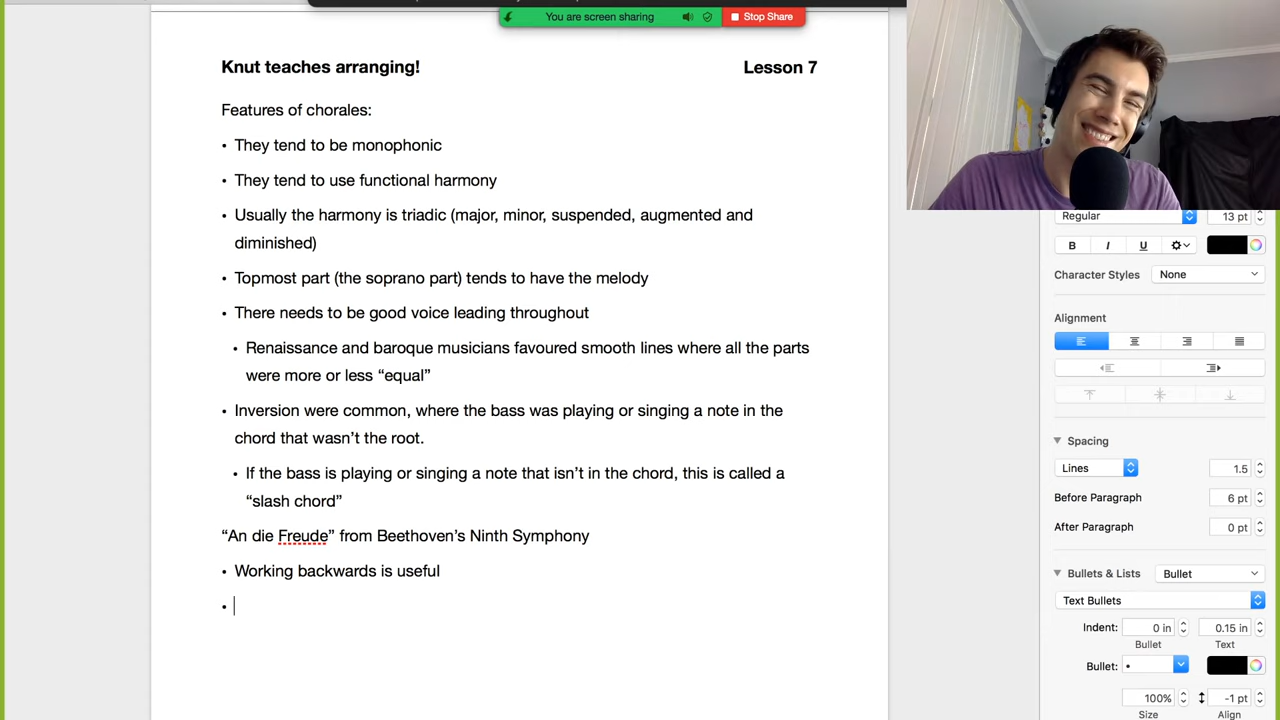 You are screen sharing
Stop Share
Knut teaches arranging!
Lesson 7
Features of chorales:
• They tend to be monophonic
• They tend to use functional harmony
• Usually the harmony is triadic (major, minor, suspended, augmented and
diminished)
• Topmost part (the soprano part) tends to have the melody
• There needs to be good voice leading throughout
• Renaissance and baroque musicians favoured smooth lines where all the parts
were more or less “equal”
• Inversion were common, where the bass was playing or singing a note in the
chord that wasn’t the root.
• If the bass is playing or singing a note that isn’t in the chord, this is called a
“slash chord”
“An die Freude” from Beethoven’s Ninth Symphony
• Working backwards is useful
•
Regular
13 pt
B I U
Character Styles
None
Alignment
Spacing
Lines
1.5
Before Paragraph
6 pt
After Paragraph
0 pt
Bullets & Lists
Bullet
Text Bullets
Indent:
0 in
0.15 in
Bullet
Text
Bullet:
•
100%
-1 pt
Size
Align